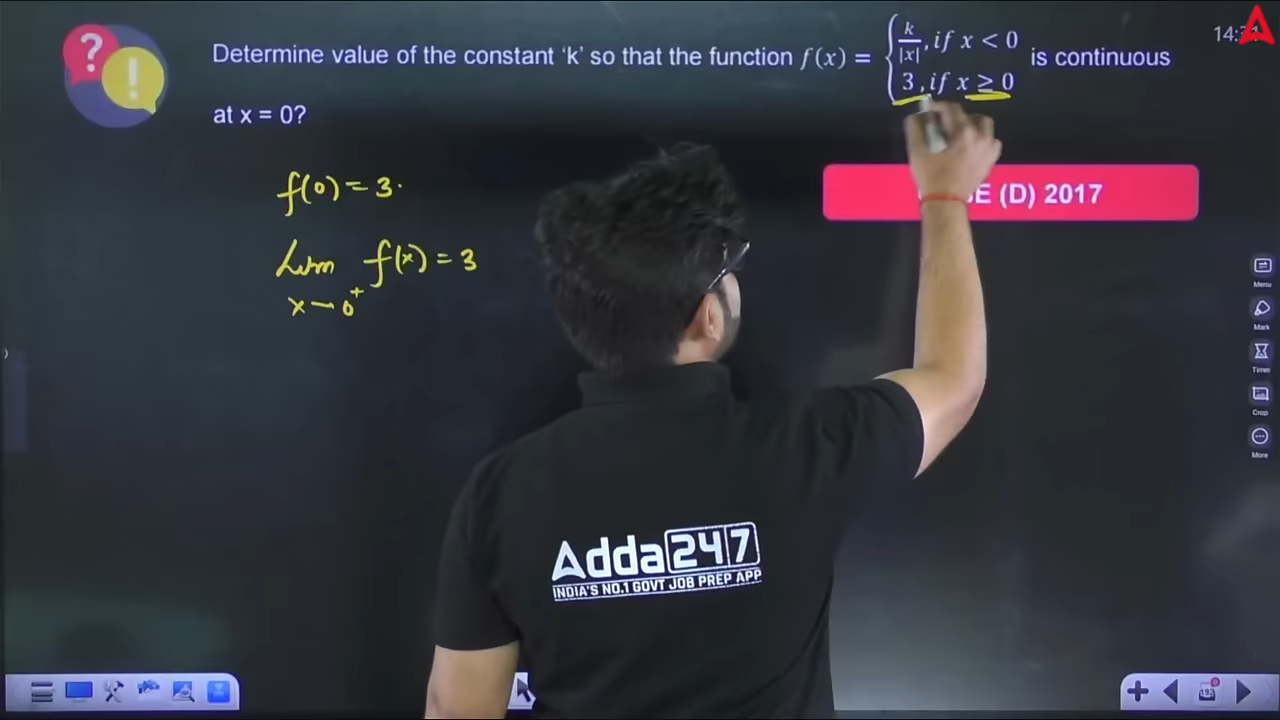 14:3
Determine value of the constant ‘k’ so that the function f(x) = { k/|x| , if x < 0 is continuous
3 , if x ≥ 0
at x = 0?
f(0) = 3.
E (D) 2017
Lim f(x) = 3
x → 0⁺
Menu
Mark
Timer
Crop
More
Adda247
INDIA'S NO.1 GOVT JOB PREP APP